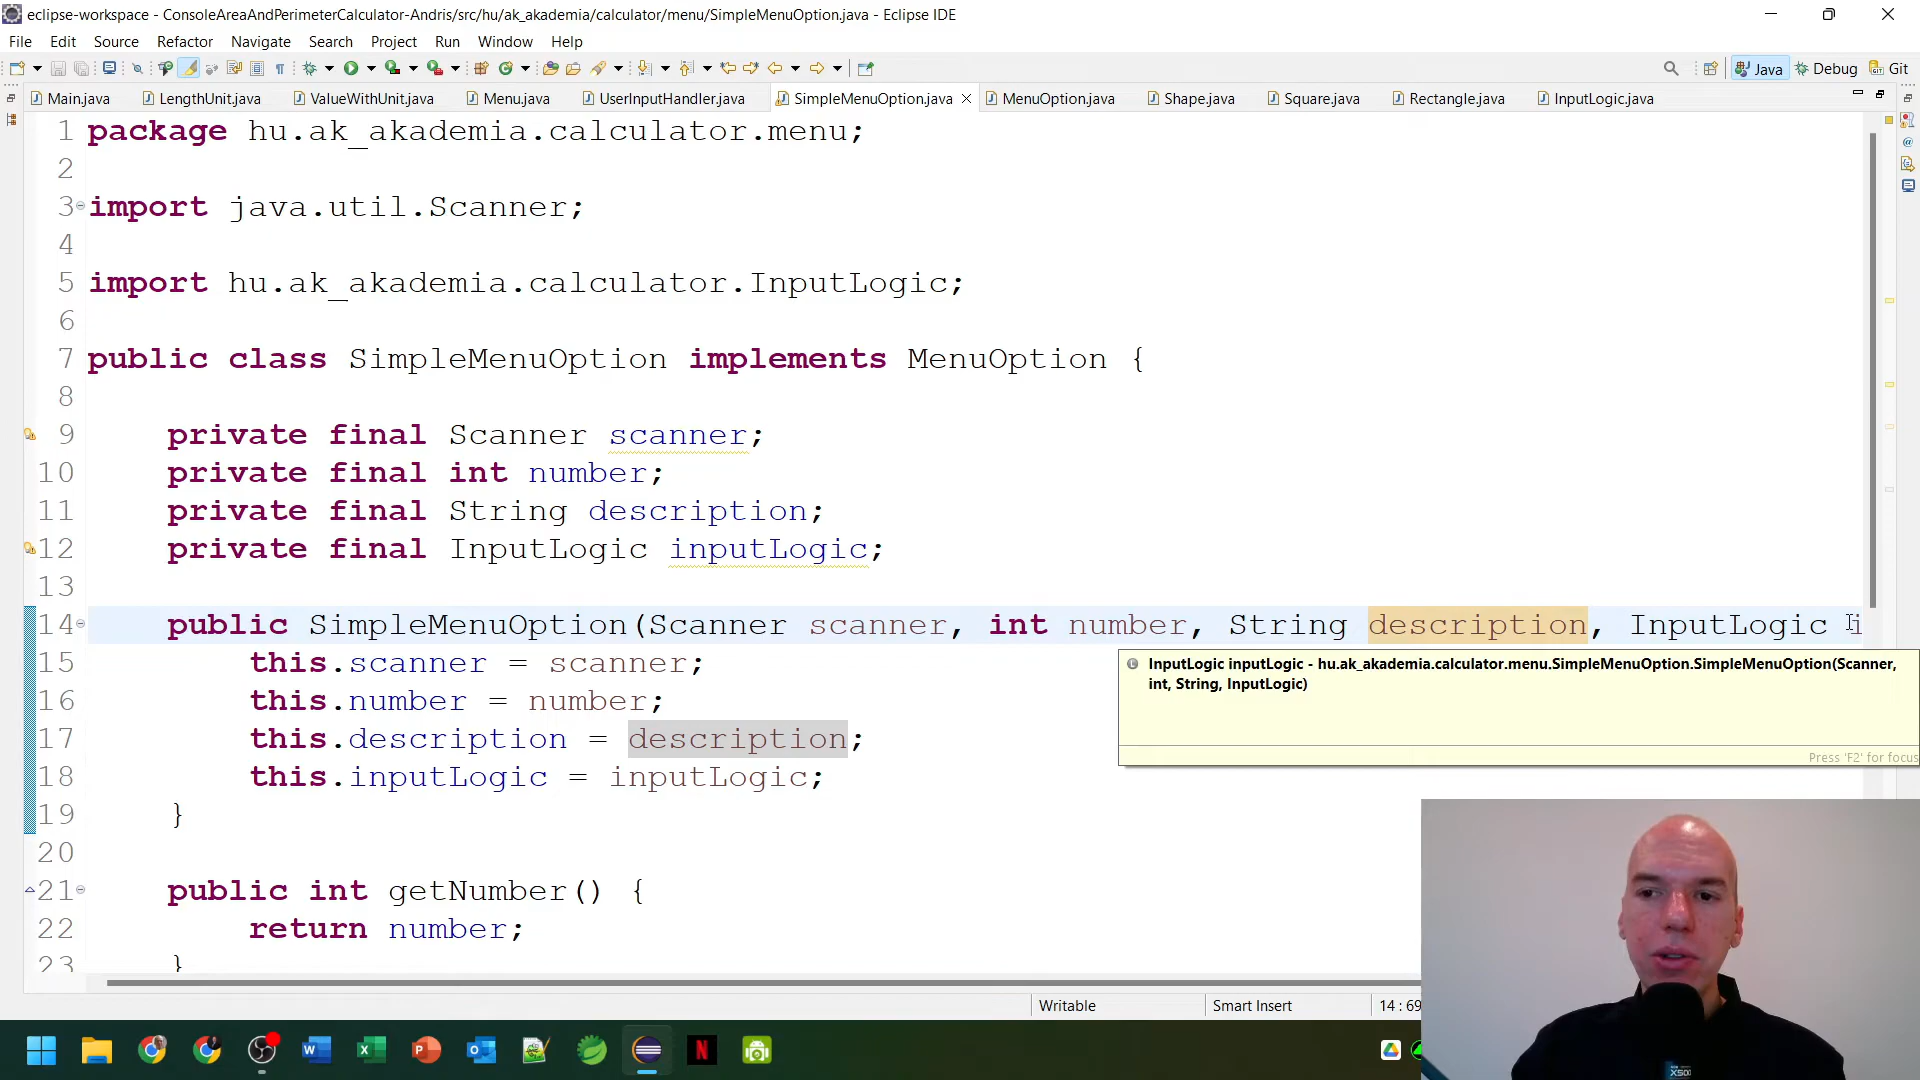 eclipse-workspace - ConsoleAreaAndPerimeterCalculator-Andris/src/hu/ak_akademia/calculator/menu/SimpleMenuOption.java - Eclipse IDE
File Edit Source Refactor Navigate Search Project Run Window Help
Java Debug Git
Main.java LengthUnit.java ValueWithUnit.java Menu.java UserInputHandler.java SimpleMenuOption.java MenuOption.java Shape.java Square.java Rectangle.java InputLogic.java
1 package hu.ak_akademia.calculator.menu;
2
3 import java.util.Scanner;
4
5 import hu.ak_akademia.calculator.InputLogic;
6
7 public class SimpleMenuOption implements MenuOption {
8
9 private final Scanner scanner;
10 private final int number;
11 private final String description;
12 private final InputLogic inputLogic;
13
14 public SimpleMenuOption(Scanner scanner, int number, String description, InputLogic i
15 this.scanner = scanner;
16 this.number = number;
17 this.description = description;
18 this.inputLogic = inputLogic;
19 }
20
21 public int getNumber() {
22 return number;
23 }
InputLogic inputLogic - hu.ak_akademia.calculator.menu.SimpleMenuOption.SimpleMenuOption(Scanner,
int, String, InputLogic)
Press 'F2' for focus
Writable Smart Insert 14 : 69